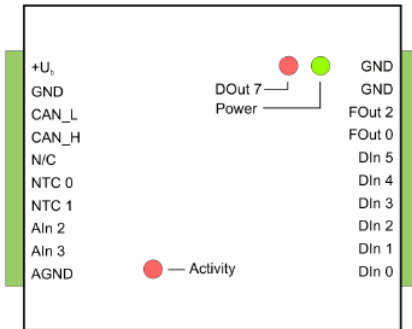 +Ub
GND
CAN_L
CAN_H
N/C
NTC 0
NTC 1
AIn 2
AIn 3
AGND
DOut 7
Power
Activity
GND
GND
FOut 2
FOut 0
DIn 5
DIn 4
DIn 3
DIn 2
DIn 1
DIn 0